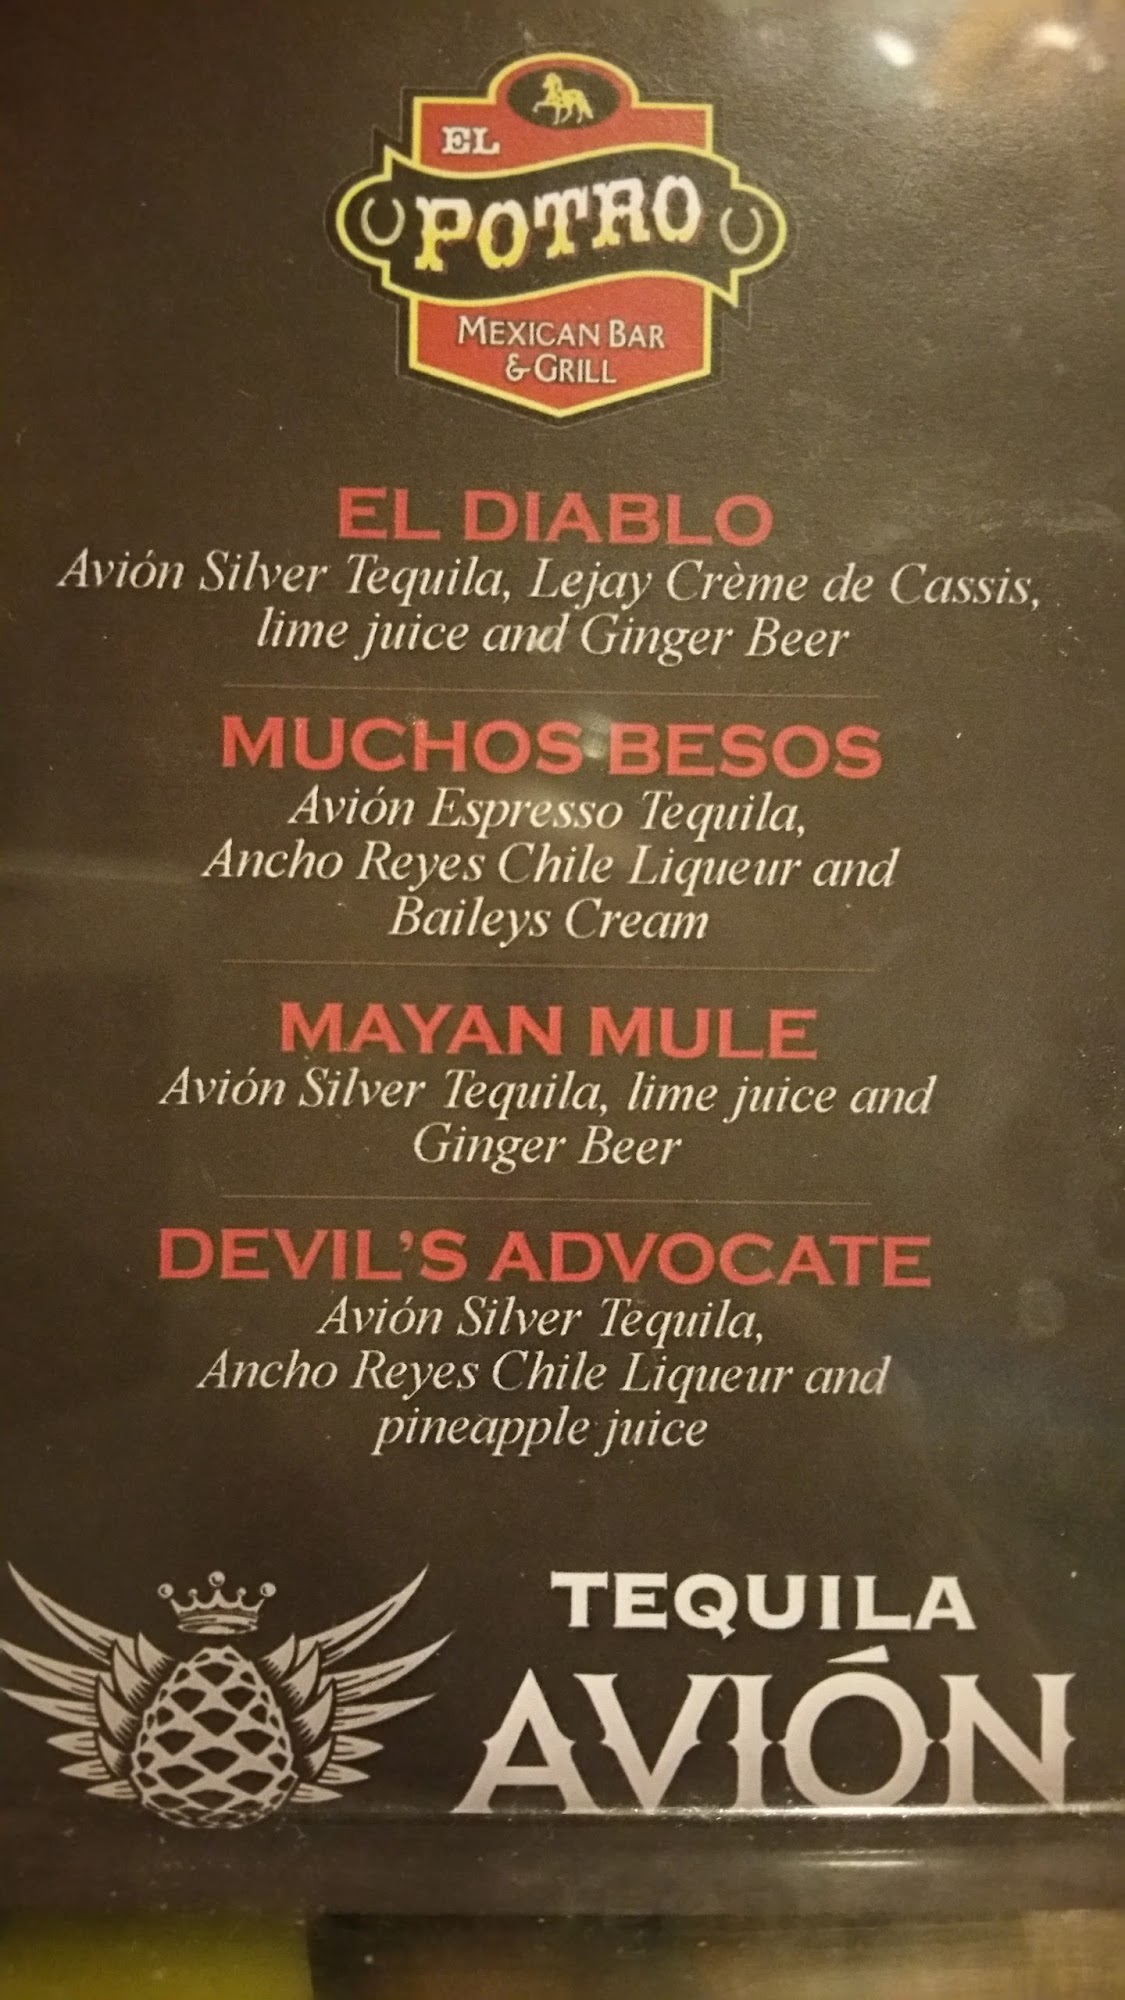 EL
POTRO
MEXICAN BAR
& GRILL
EL DIABLO
Avión Silver Tequila, Lejay Crème de Cassis,
lime juice and Ginger Beer
MUCHOS BESOS
Avión Espresso Tequila,
Ancho Reyes Chile Liqueur and
Baileys Cream
MAYAN MULE
Avión Silver Tequila, lime juice and
Ginger Beer
DEVIL'S ADVOCATE
Avión Silver Tequila,
Ancho Reyes Chile Liqueur and
pineapple juice
TEQUILA
AVIÓN